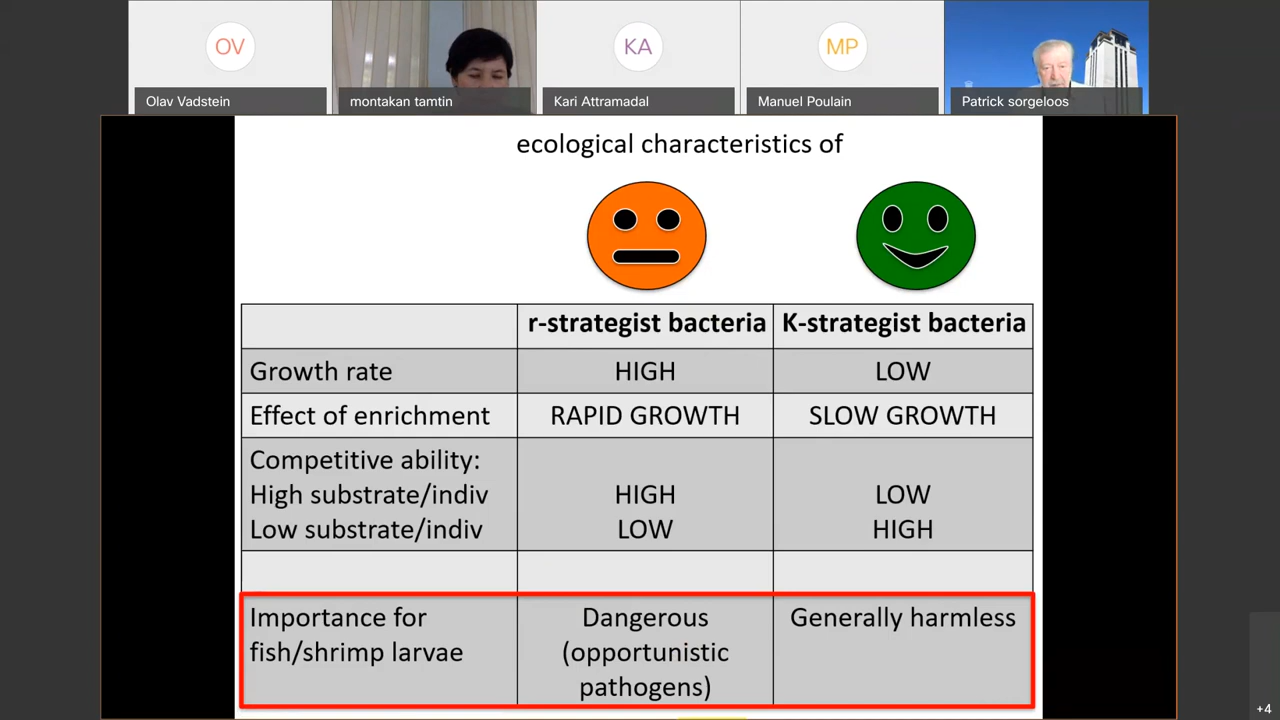 OV
KA
MP
Olav Vadstein
montakan tamtin
Kari Attramadal
Manuel Poulain
Patrick sorgeloos
ecological characteristics of
r-strategist bacteria
K-strategist bacteria
Growth rate
HIGH
LOW
Effect of enrichment
RAPID GROWTH
SLOW GROWTH
Competitive ability:
High substrate/indiv
HIGH
LOW
Low substrate/indiv
LOW
HIGH
Importance for
fish/shrimp larvae
Dangerous
(opportunistic
pathogens)
Generally harmless
+4